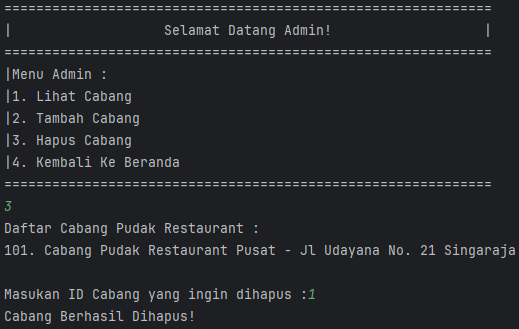 =============================================================
|                   Selamat Datang Admin!                   |
=============================================================
|Menu Admin :
|1. Lihat Cabang
|2. Tambah Cabang
|3. Hapus Cabang
|4. Kembali Ke Beranda
=============================================================
3
Daftar Cabang Pudak Restaurant :
101. Cabang Pudak Restaurant Pusat - Jl Udayana No. 21 Singaraja
Masukan ID Cabang yang ingin dihapus :1
Cabang Berhasil Dihapus!